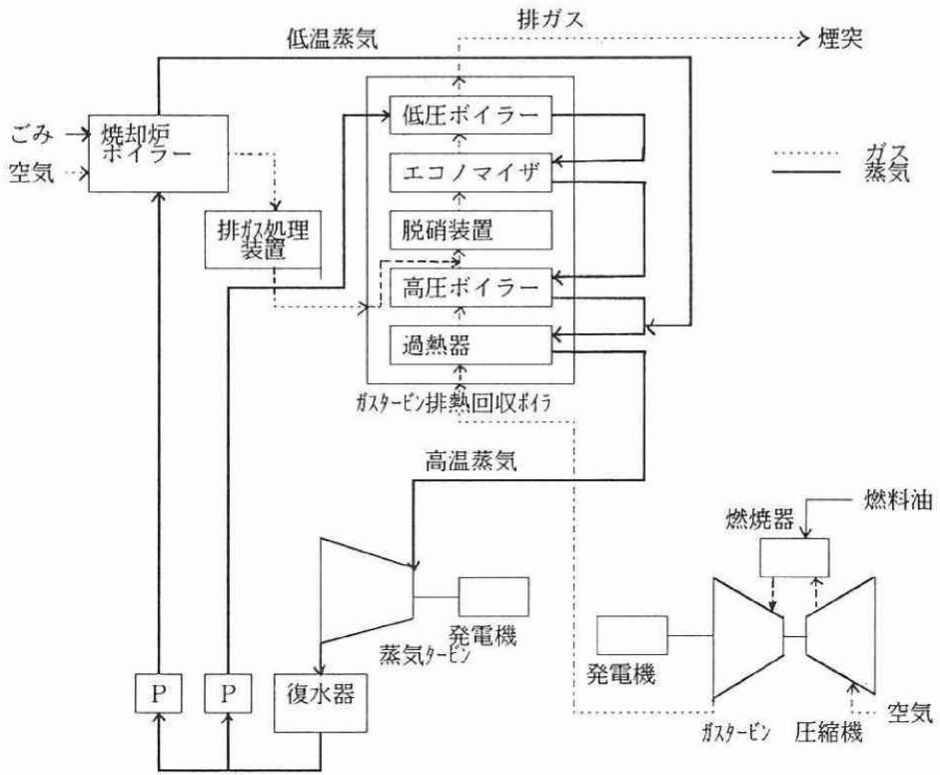 排ガス
低温蒸気
煙突
ごみ
空気
焼却炉
ボイラー
低圧ボイラー
エコノマイザ
ガス
蒸気
排ガス処理
装置
脱硝装置
高圧ボイラー
過熱器
ガスタービン排熱回収ボイラ
高温蒸気
燃焼器
燃料油
発電機
蒸気タービン
発電機
P
P
復水器
ガスタービン
圧縮機
空気